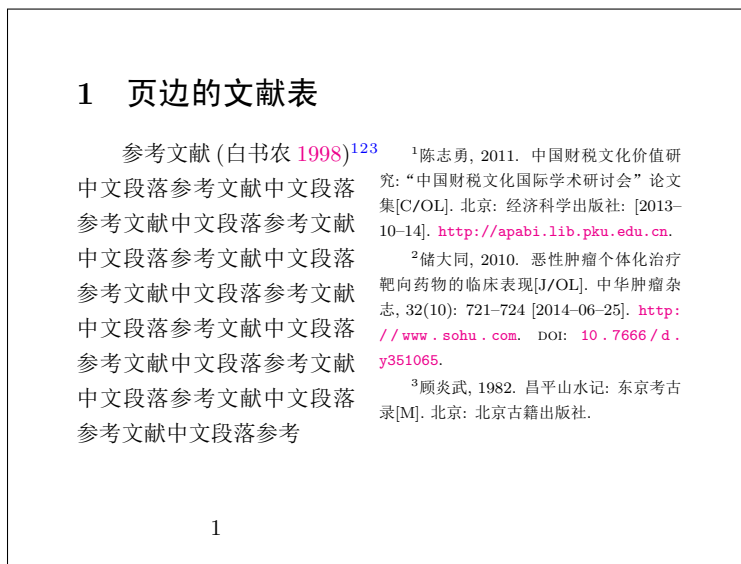 1 页边的文献表
参考文献 (白书农 1998)¹²³
中文段落参考文献中文段落
参考文献中文段落参考文献
中文段落参考文献中文段落
参考文献中文段落参考文献
中文段落参考文献中文段落
参考文献中文段落参考文献
中文段落参考文献中文段落
参考文献中文段落参考
¹陈志勇, 2011. 中国财税文化价值研
究: “中国财税文化国际学术研讨会” 论文
集[C/OL]. 北京: 经济科学出版社: [2013–
10–14]. http://apabi.lib.pku.edu.cn.
²储大同, 2010. 恶性肿瘤个体化治疗
靶向药物的临床表现[J/OL]. 中华肿瘤杂
志, 32(10): 721–724 [2014–06–25]. http:
//www.sohu.com. DOI: 10.7666/d.
y351065.
³顾炎武, 1982. 昌平山水记: 东京考古
录[M]. 北京: 北京古籍出版社.
1